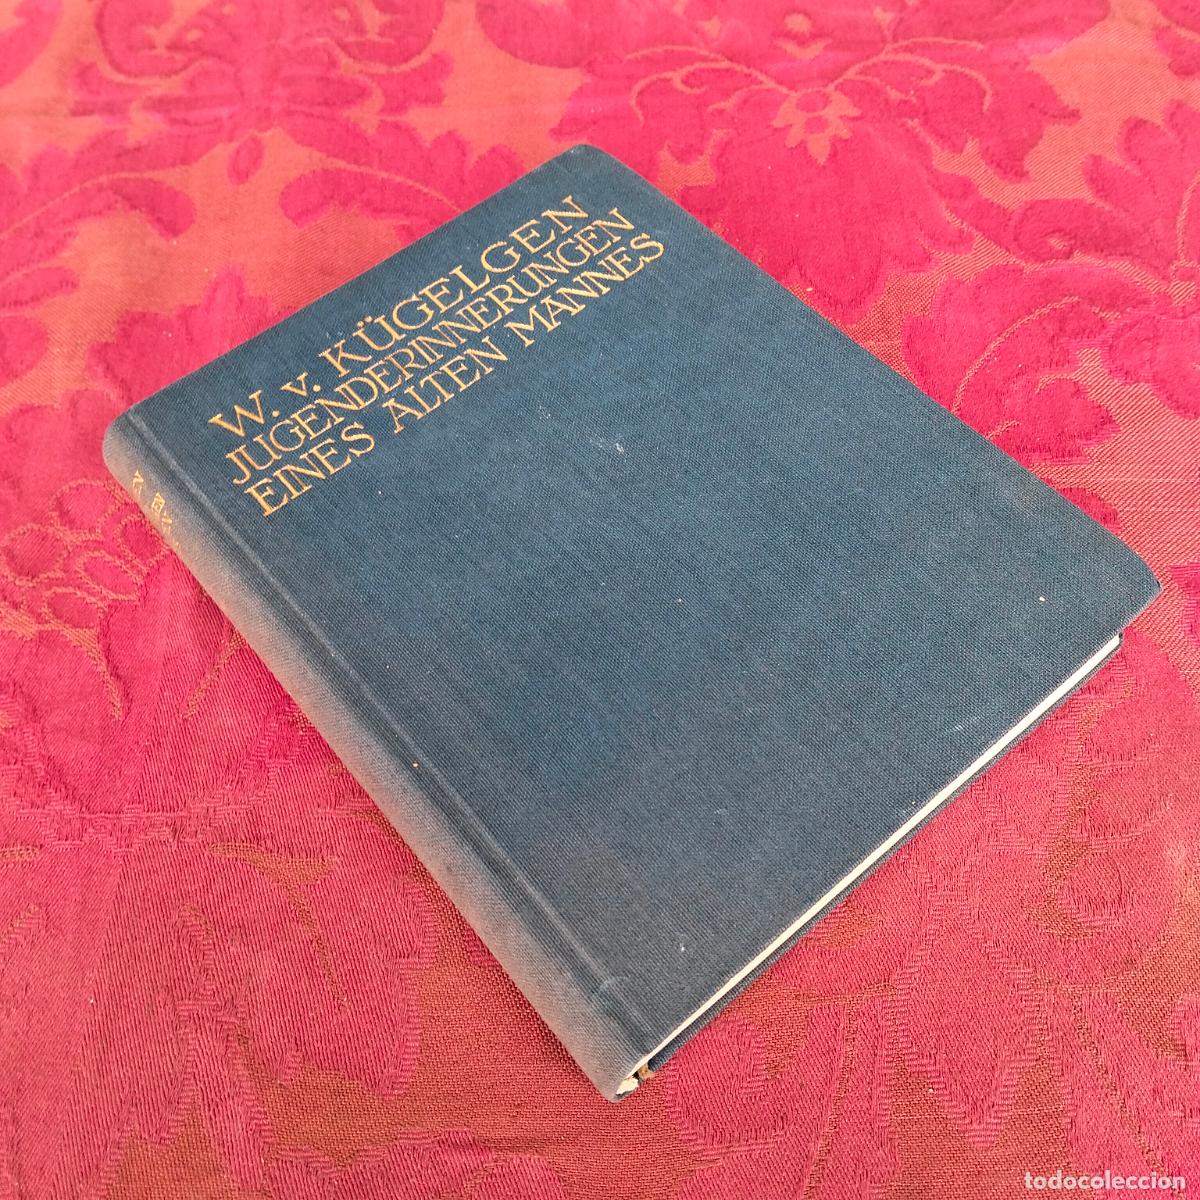 W. v. KÜGELGEN
JUGENDERINNERUNGEN
EINES ALTEN MANNES
todocoleccion